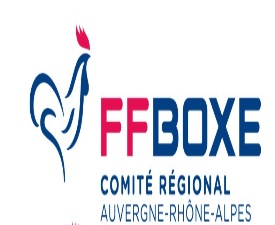 FFBOXE
COMITÉ RÉGIONAL
AUVERGNE-RHÔNE-ALPES